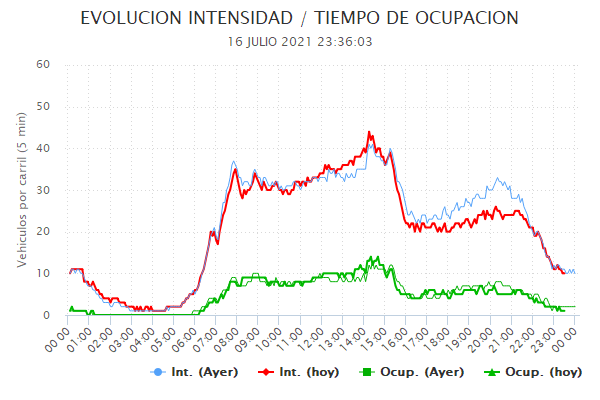 EVOLUCION INTENSIDAD / TIEMPO DE OCUPACION
16 JULIO 2021 23:36:03
Vehiculos por carril (5 min)
60
50
40
30
20
10
0
00:00 01:00 02:00 03:00 04:00 05:00 06:00 07:00 08:00 09:00 10:00 11:00 12:00 13:00 14:00 15:00 16:00 17:00 18:00 19:00 20:00 21:00 22:00 23:00 00:00
Int. (Ayer) Int. (hoy) Ocup. (Ayer) Ocup. (hoy)